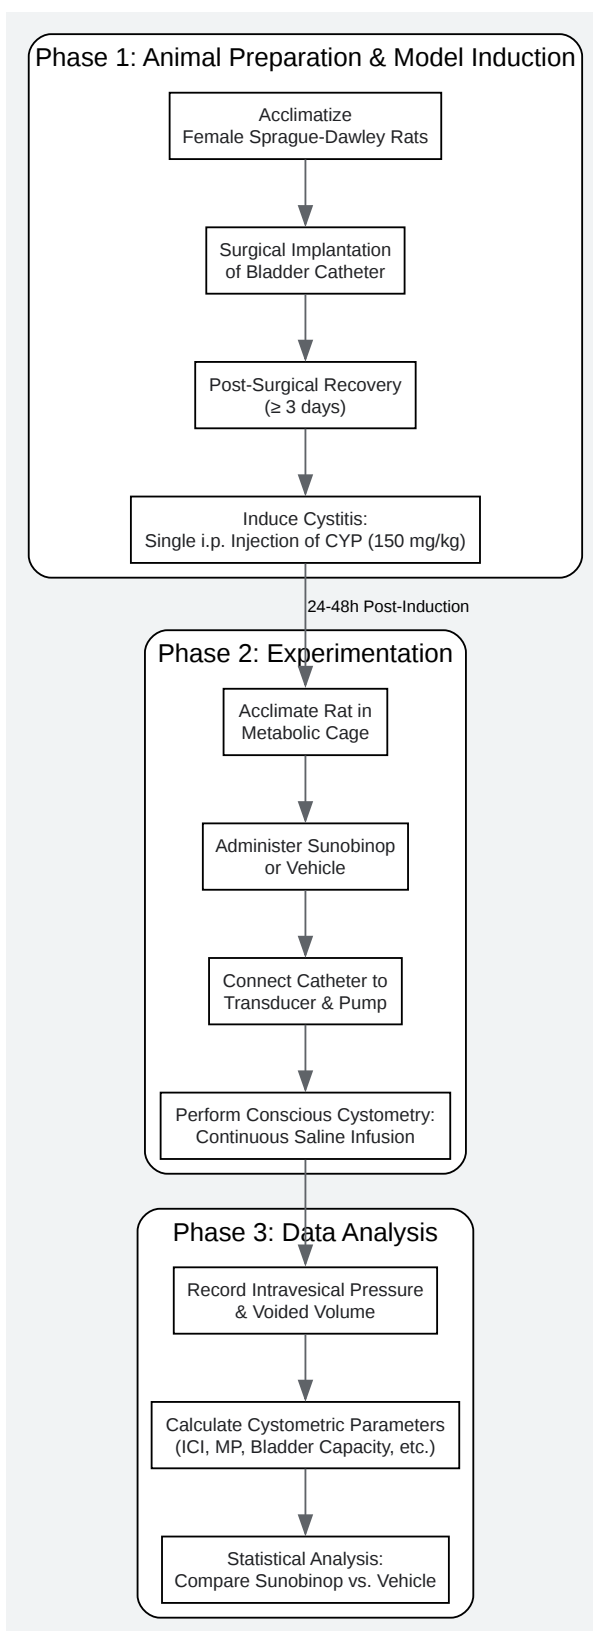 Phase 1: Animal Preparation & Model Induction
Acclimatize
Female Sprague-Dawley Rats
Surgical Implantation
of Bladder Catheter
Post-Surgical Recovery
(≥ 3 days)
Induce Cystitis:
Single i.p. Injection of CYP (150 mg/kg)
24-48h Post-Induction
Phase 2: Experimentation
Acclimate Rat in
Metabolic Cage
Administer Sunobinop
or Vehicle
Connect Catheter to
Transducer & Pump
Perform Conscious Cystometry:
Continuous Saline Infusion
Phase 3: Data Analysis
Record Intravesical Pressure
& Voided Volume
Calculate Cystometric Parameters
(ICI, MP, Bladder Capacity, etc.)
Statistical Analysis:
Compare Sunobinop vs. Vehicle